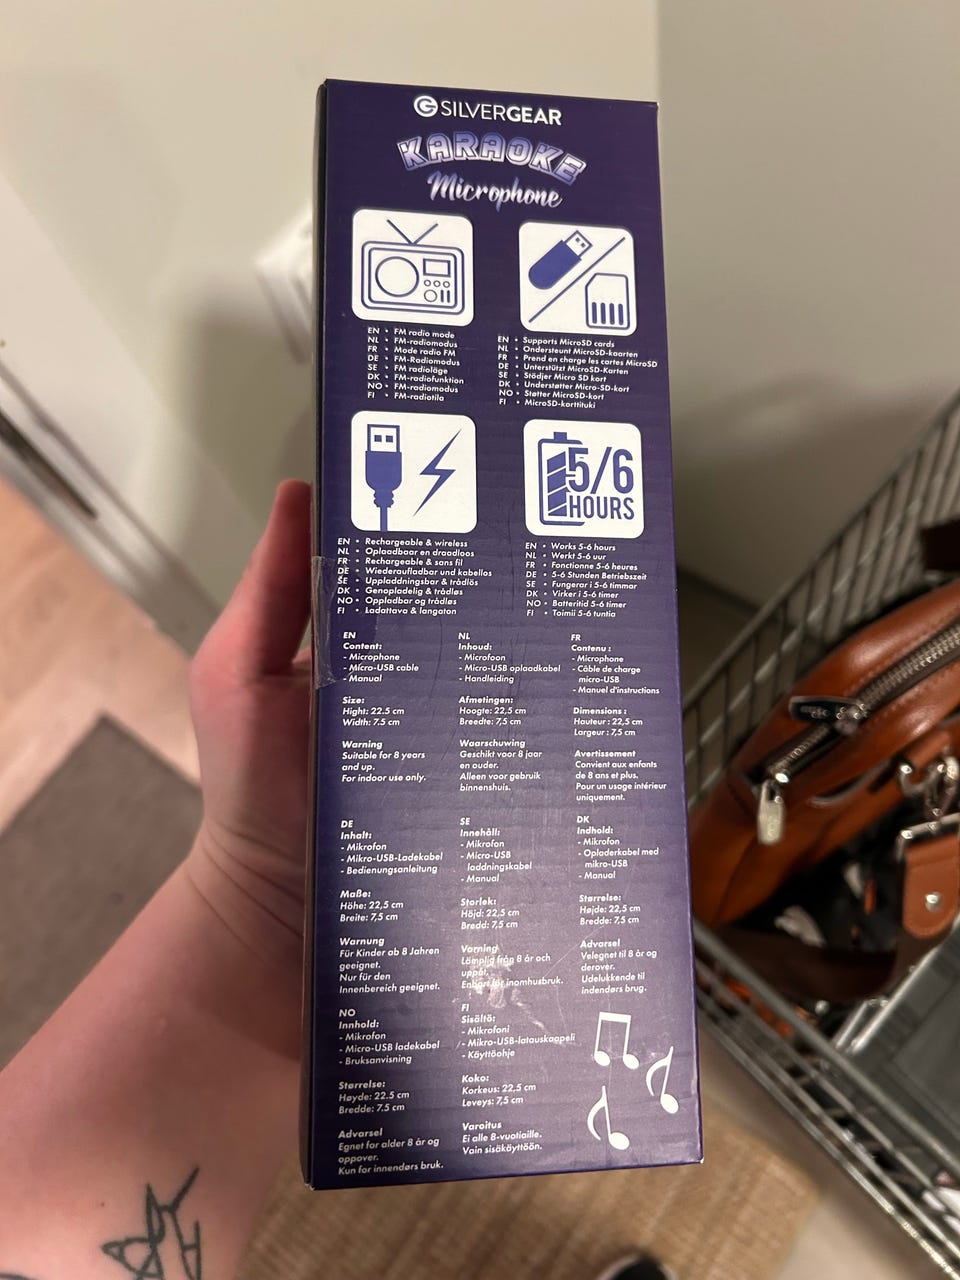 SILVERGEAR
KARAOKE
Microphone
EN • FM radio mode
NL • FM-radiomodus
FR • Mode radio FM
DE • FM-Radiomodus
SE • FM radioläge
DK • FM-radiofunktion
NO • FM-radiomodus
FI • FM-radiotila
EN • Supports MicroSD cards
NL • Ondersteunt MicroSD-kaarten
FR • Prend en charge les cartes MicroSD
DE • Unterstützt MicroSD-Karten
SE • Stödjer Micro SD kort
DK • Understøtter Micro-SD-kort
NO • Støtter MicroSD-kort
FI • MicroSD-korttituki
5/6
HOURS
EN • Rechargeable & wireless
NL • Oplaadbaar en draadloos
FR • Rechargeable & sans fil
DE • Wiederaufladbar und kabellos
SE • Uppladdningsbar & trådlös
DK • Genopladelig & trådløs
NO • Oppladbar og trådløs
FI • Ladattava & langaton
EN • Works 5-6 hours
NL • Werkt 5-6 uur
FR • Fonctionne 5-6 heures
DE • 5-6 Stunden Betriebszeit
SE • Fungerar i 5-6 timmar
DK • Virker i 5-6 timer
NO • Batteritid 5-6 timer
FI • Toimii 5-6 tuntia
EN
Content:
- Microphone
- Micro-USB cable
- Manual
Size:
Hight: 22.5 cm
Width: 7.5 cm
Warning
Suitable for 8 years
and up.
For indoor use only.
NL
Inhoud:
- Microfoon
- Micro-USB oplaadkabel
- Handleiding
Afmetingen:
Hoogte: 22,5 cm
Breedte: 7,5 cm
Waarschuwing
Geschikt voor 8 jaar
en ouder.
Alleen voor gebruik
binnenshuis.
FR
Contenu :
- Microphone
- Câble de charge
micro-USB
- Manuel d'instructions
Dimensions :
Hauteur : 22,5 cm
Largeur : 7,5 cm
Avertissement
Convient aux enfants
de 8 ans et plus.
Pour un usage intérieur
uniquement.
DE
Inhalt:
- Mikrofon
- Mikro-USB-Ladekabel
- Bedienungsanleitung
Maße:
Höhe: 22,5 cm
Breite: 7,5 cm
Warnung
Für Kinder ab 8 Jahren
geeignet.
Nur für den
Innenbereich geeignet.
SE
Innehåll:
- Mikrofon
- Micro-USB
laddningskabel
- Manual
Storlek:
Höjd: 22,5 cm
Bredd: 7,5 cm
Varning
Lämplig från 8 år och
uppåt.
Enbart för inomhusbruk.
DK
Indhold:
- Mikrofon
- Opladerkabel med
mikro-USB
- Manual
Størrelse:
Højde: 22,5 cm
Bredde: 7,5 cm
Advarsel
Velegnet til 8 år og
derover.
Udelukkende til
indendørs brug.
NO
Innhold:
- Mikrofon
- Micro-USB ladekabel
- Bruksanvisning
Størrelse:
Høyde: 22.5 cm
Bredde: 7.5 cm
Advarsel
Egnet for alder 8 år og
oppover.
Kun for innendørs bruk.
FI
Sisältö:
- Mikrofoni
- Mikro-USB-latauskaapeli
- Käyttöohje
Koko:
Korkeus: 22,5 cm
Leveys: 7,5 cm
Varoitus
Ei alle 8-vuotiaille.
Vain sisäkäyttöön.